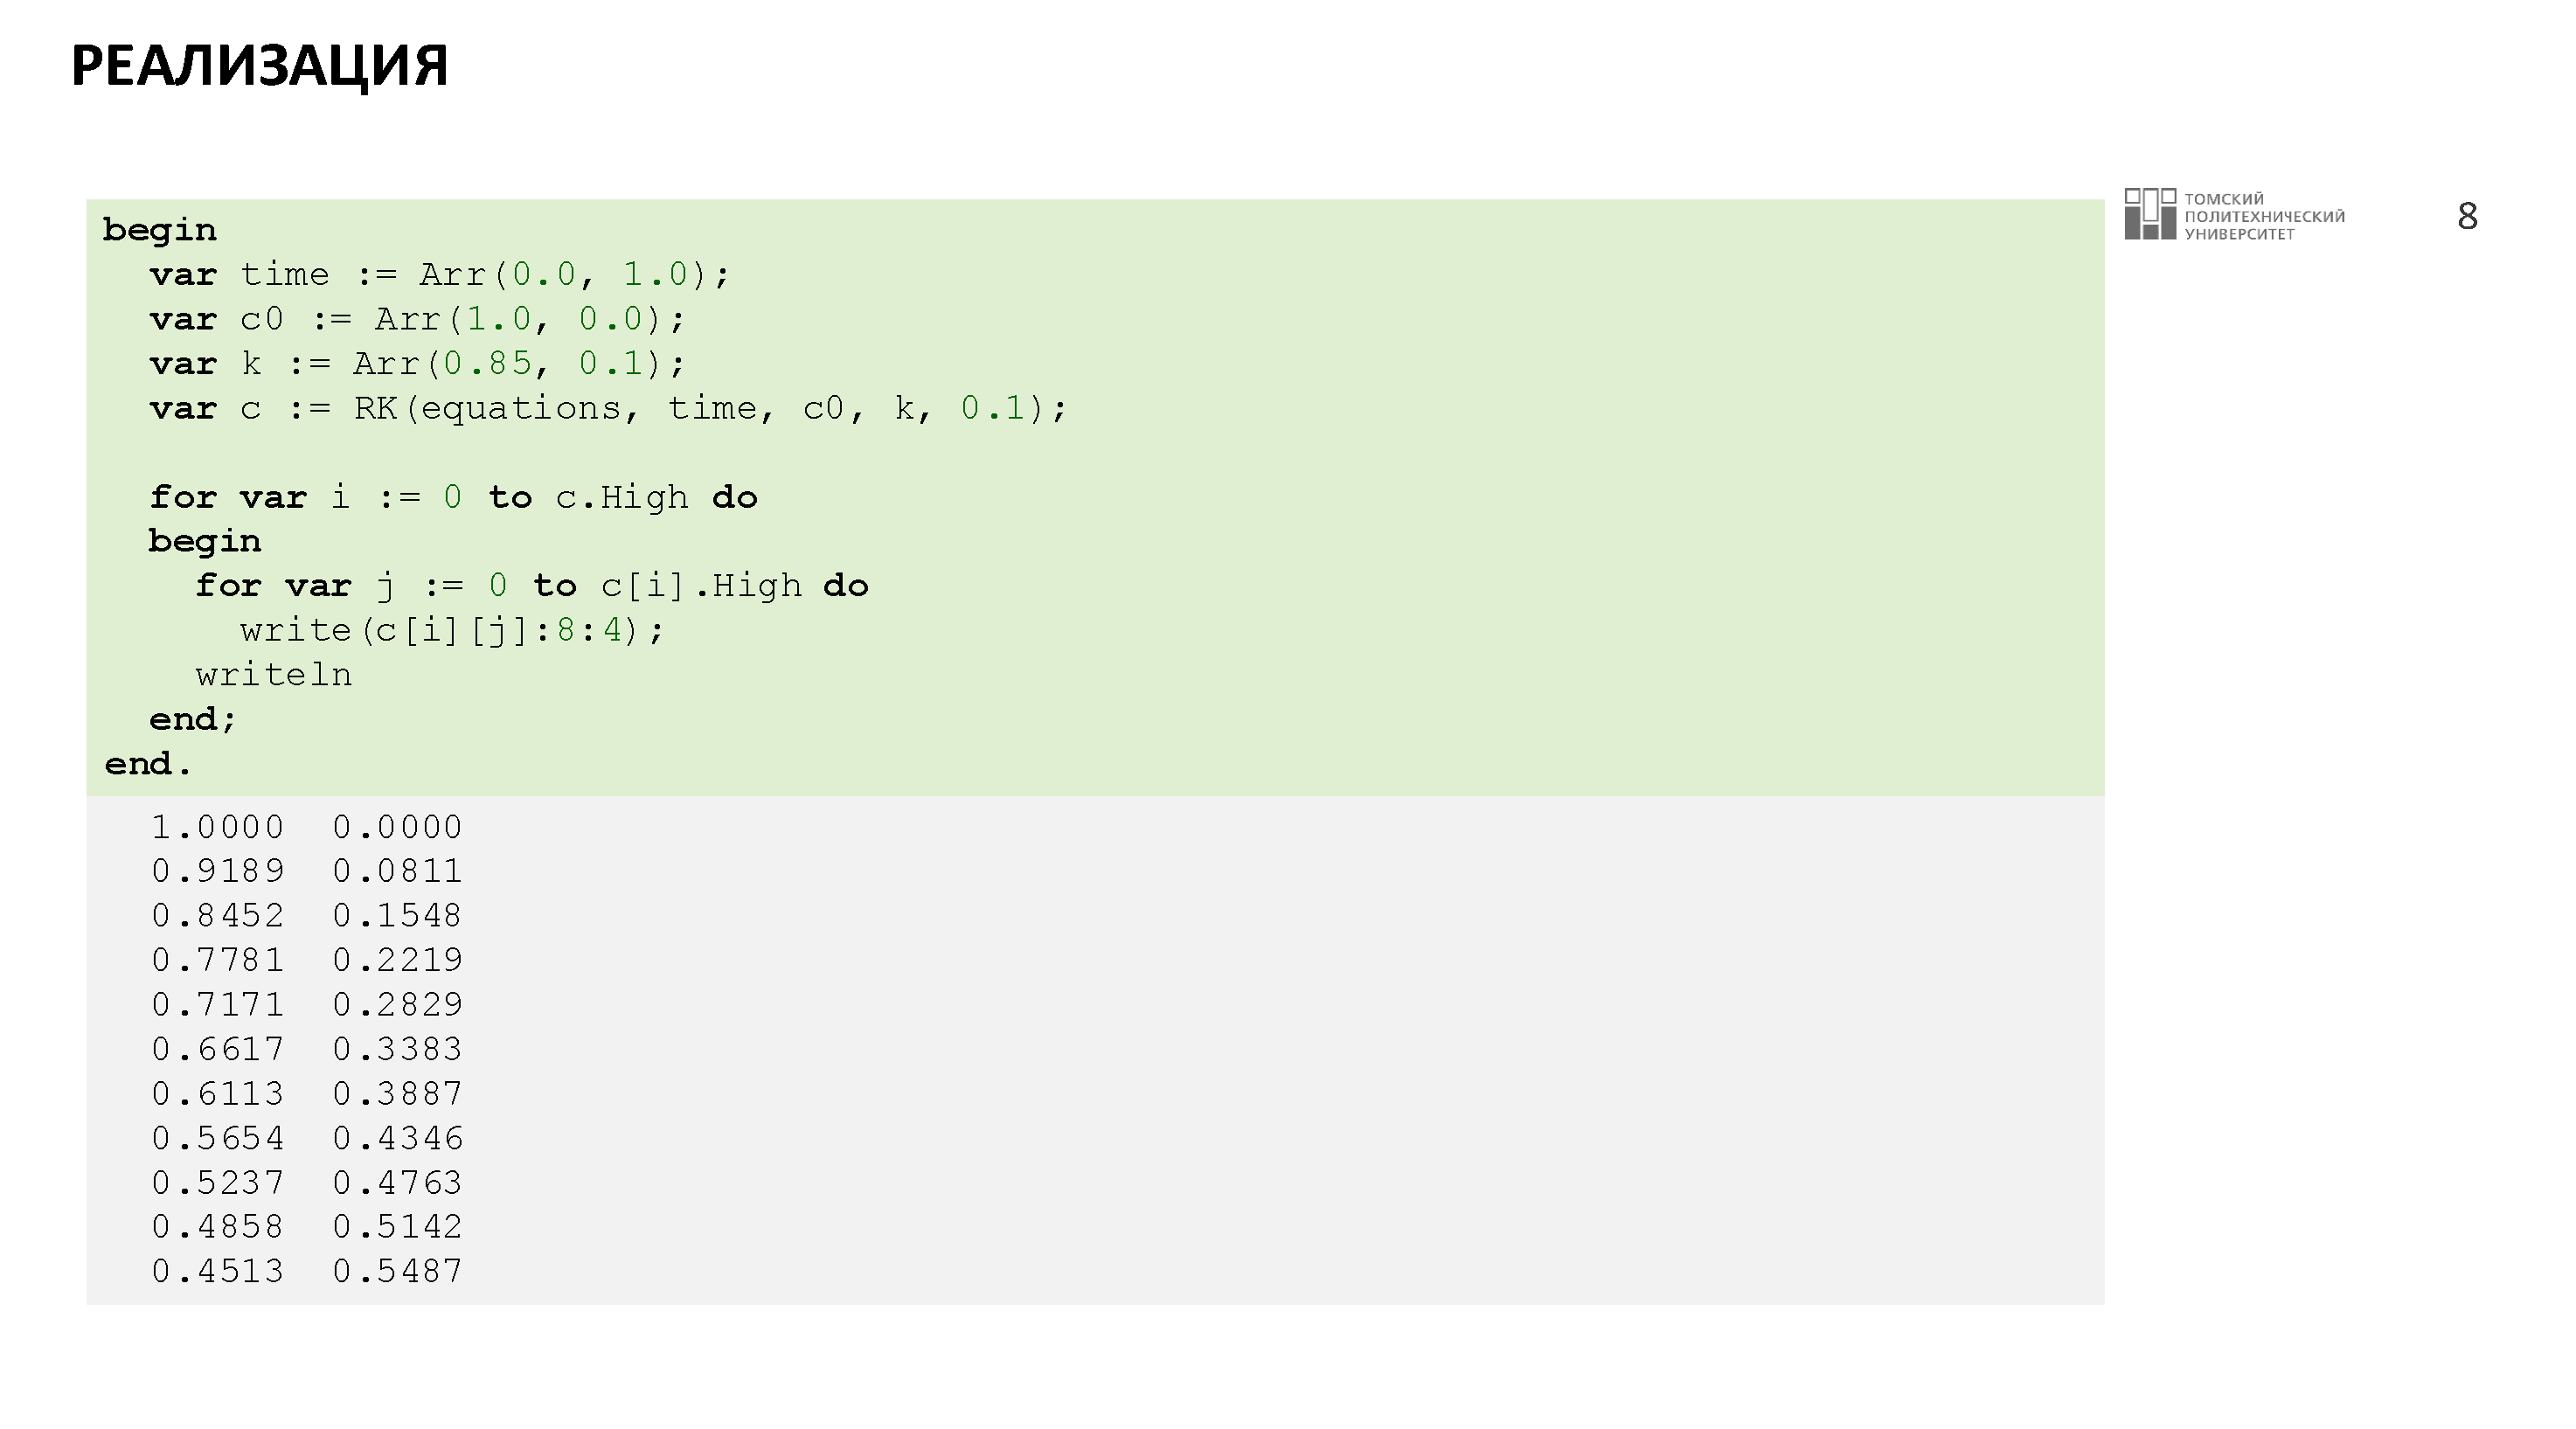 РЕАЛИЗАЦИЯ
ТОМСКИЙ
ПОЛИТЕХНИЧЕСКИЙ
УНИВЕРСИТЕТ
8
begin
  var time := Arr(0.0, 1.0);
  var c0 := Arr(1.0, 0.0);
  var k := Arr(0.85, 0.1);
  var c := RK(equations, time, c0, k, 0.1);

  for var i := 0 to c.High do
  begin
    for var j := 0 to c[i].High do
      write(c[i][j]:8:4);
    writeln
  end;
end.
  1.0000  0.0000
  0.9189  0.0811
  0.8452  0.1548
  0.7781  0.2219
  0.7171  0.2829
  0.6617  0.3383
  0.6113  0.3887
  0.5654  0.4346
  0.5237  0.4763
  0.4858  0.5142
  0.4513  0.5487